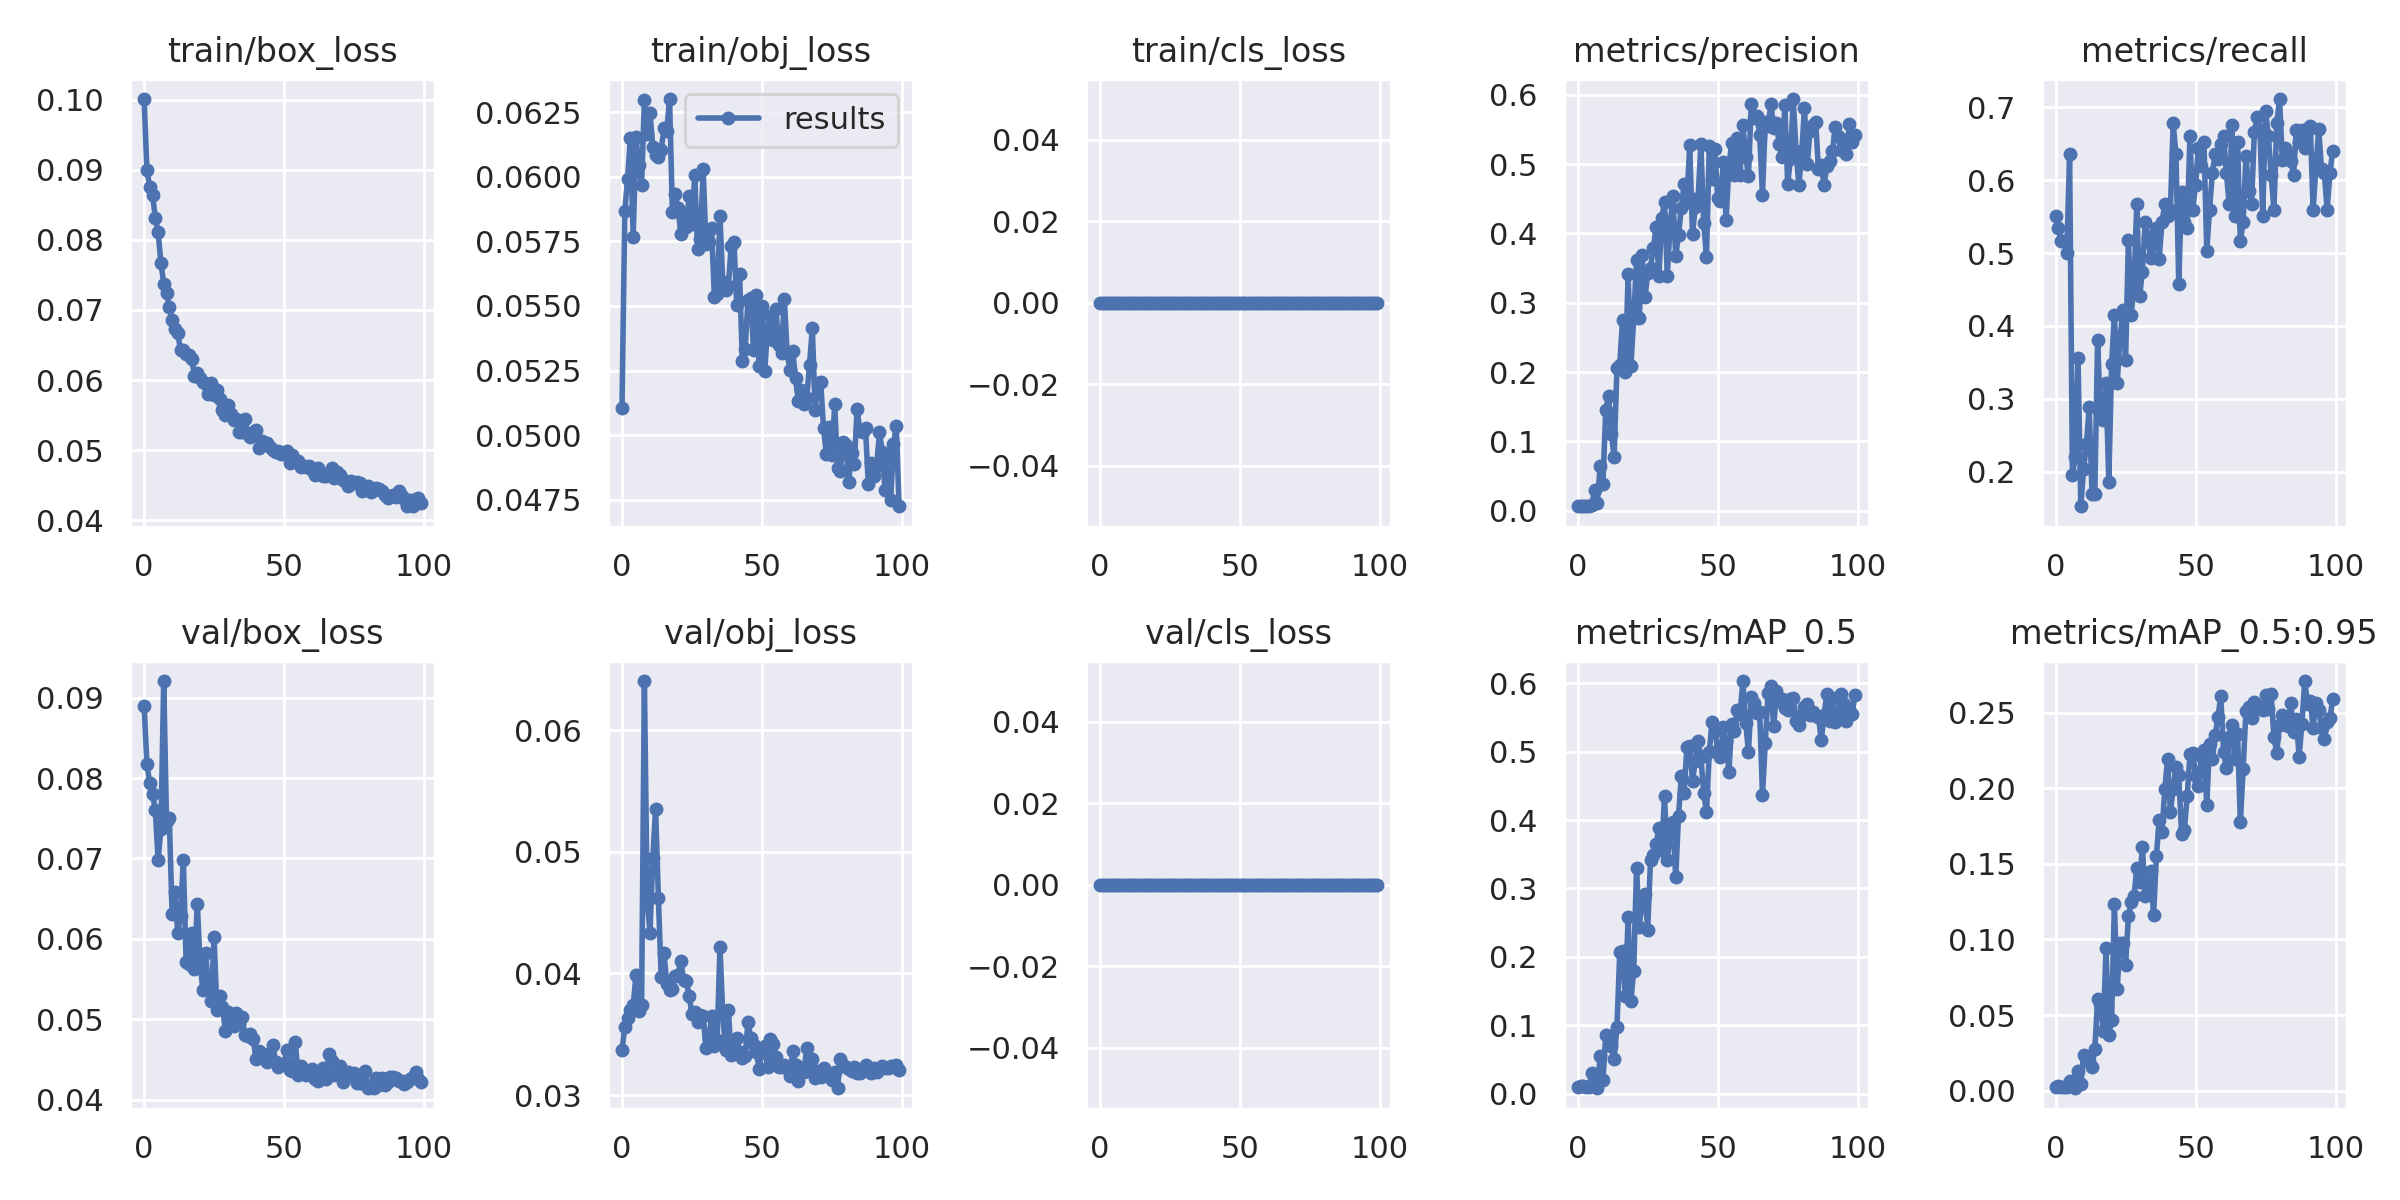 train/box_loss
0.10
0.09
0.08
0.07
0.06
0.05
0.04
0 50 100
train/obj_loss
results
0.0625
0.0600
0.0575
0.0550
0.0525
0.0500
0.0475
0 50 100
train/cls_loss
0.04
0.02
0.00
−0.02
−0.04
0 50 100
metrics/precision
0.6
0.5
0.4
0.3
0.2
0.1
0.0
0 50 100
metrics/recall
0.7
0.6
0.5
0.4
0.3
0.2
0 50 100
val/box_loss
0.09
0.08
0.07
0.06
0.05
0.04
0 50 100
val/obj_loss
0.06
0.05
0.04
0.03
0 50 100
val/cls_loss
0.04
0.02
0.00
−0.02
−0.04
0 50 100
metrics/mAP_0.5
0.6
0.5
0.4
0.3
0.2
0.1
0.0
0 50 100
metrics/mAP_0.5:0.95
0.25
0.20
0.15
0.10
0.05
0.00
0 50 100